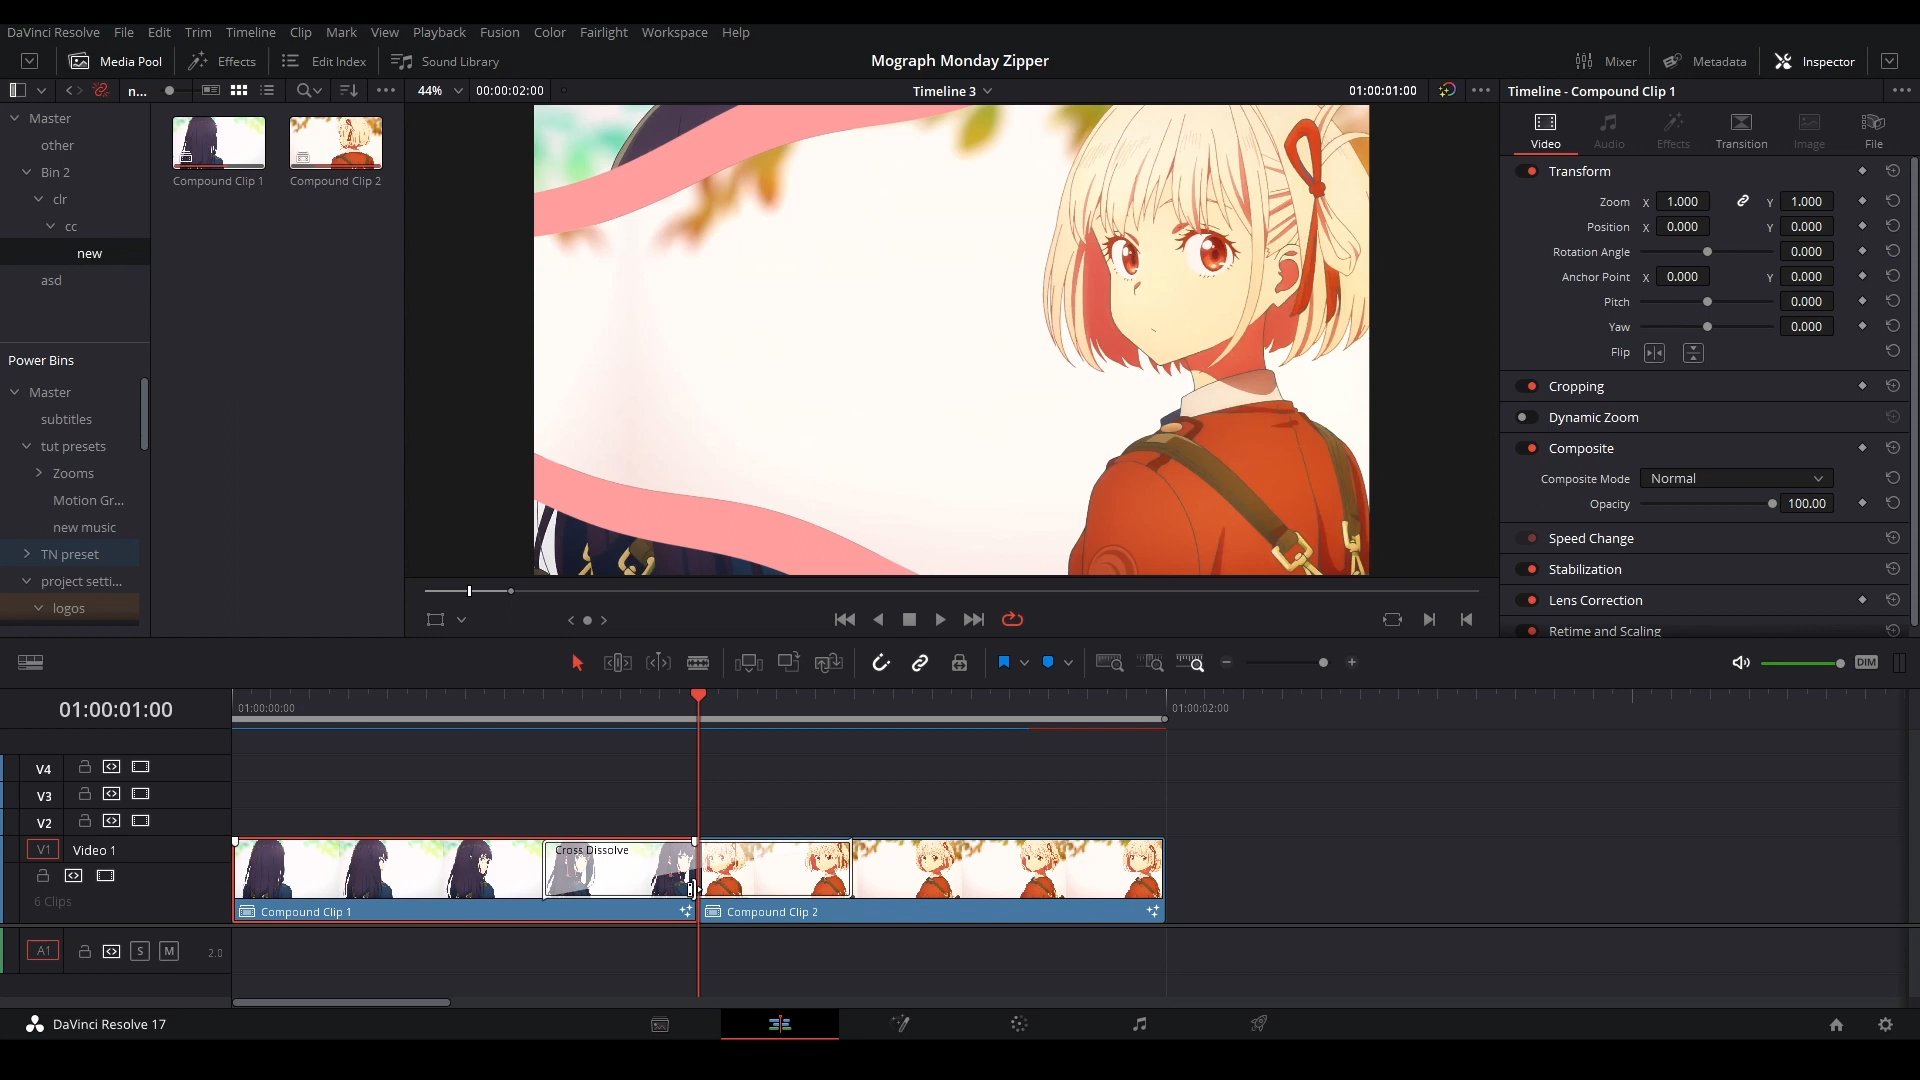 DaVinci Resolve File Edit Trim Timeline Clip Mark View Playback Fusion Color Fairlight Workspace Help
Media Pool Effects Edit Index Sound Library Mograph Monday Zipper Mixer Metadata Inspector
n... 44% 00:00:02:00 Timeline 3 01:00:01:00 Timeline - Compound Clip 1
Master
other
Bin 2
clr
cc
new
asd
Power Bins
Master
subtitles
tut presets
Zooms
Motion Gr...
new music
TN preset
project setti...
logos
Compound Clip 1 Compound Clip 2
Video Audio Effects Transition Image File
Transform
Zoom X 1.000 Y 1.000
Position X 0.000 Y 0.000
Rotation Angle 0.000
Anchor Point X 0.000 Y 0.000
Pitch 0.000
Yaw 0.000
Flip
Cropping
Dynamic Zoom
Composite
Composite Mode Normal
Opacity 100.00
Speed Change
Stabilization
Lens Correction
Retime and Scaling
DIM
01:00:01:00 01:00:00:00 01:00:02:00
V4
V3
V2
V1 Video 1
6 Clips
Cross Dissolve
Compound Clip 1 Compound Clip 2
A1 S M 2.0
DaVinci Resolve 17